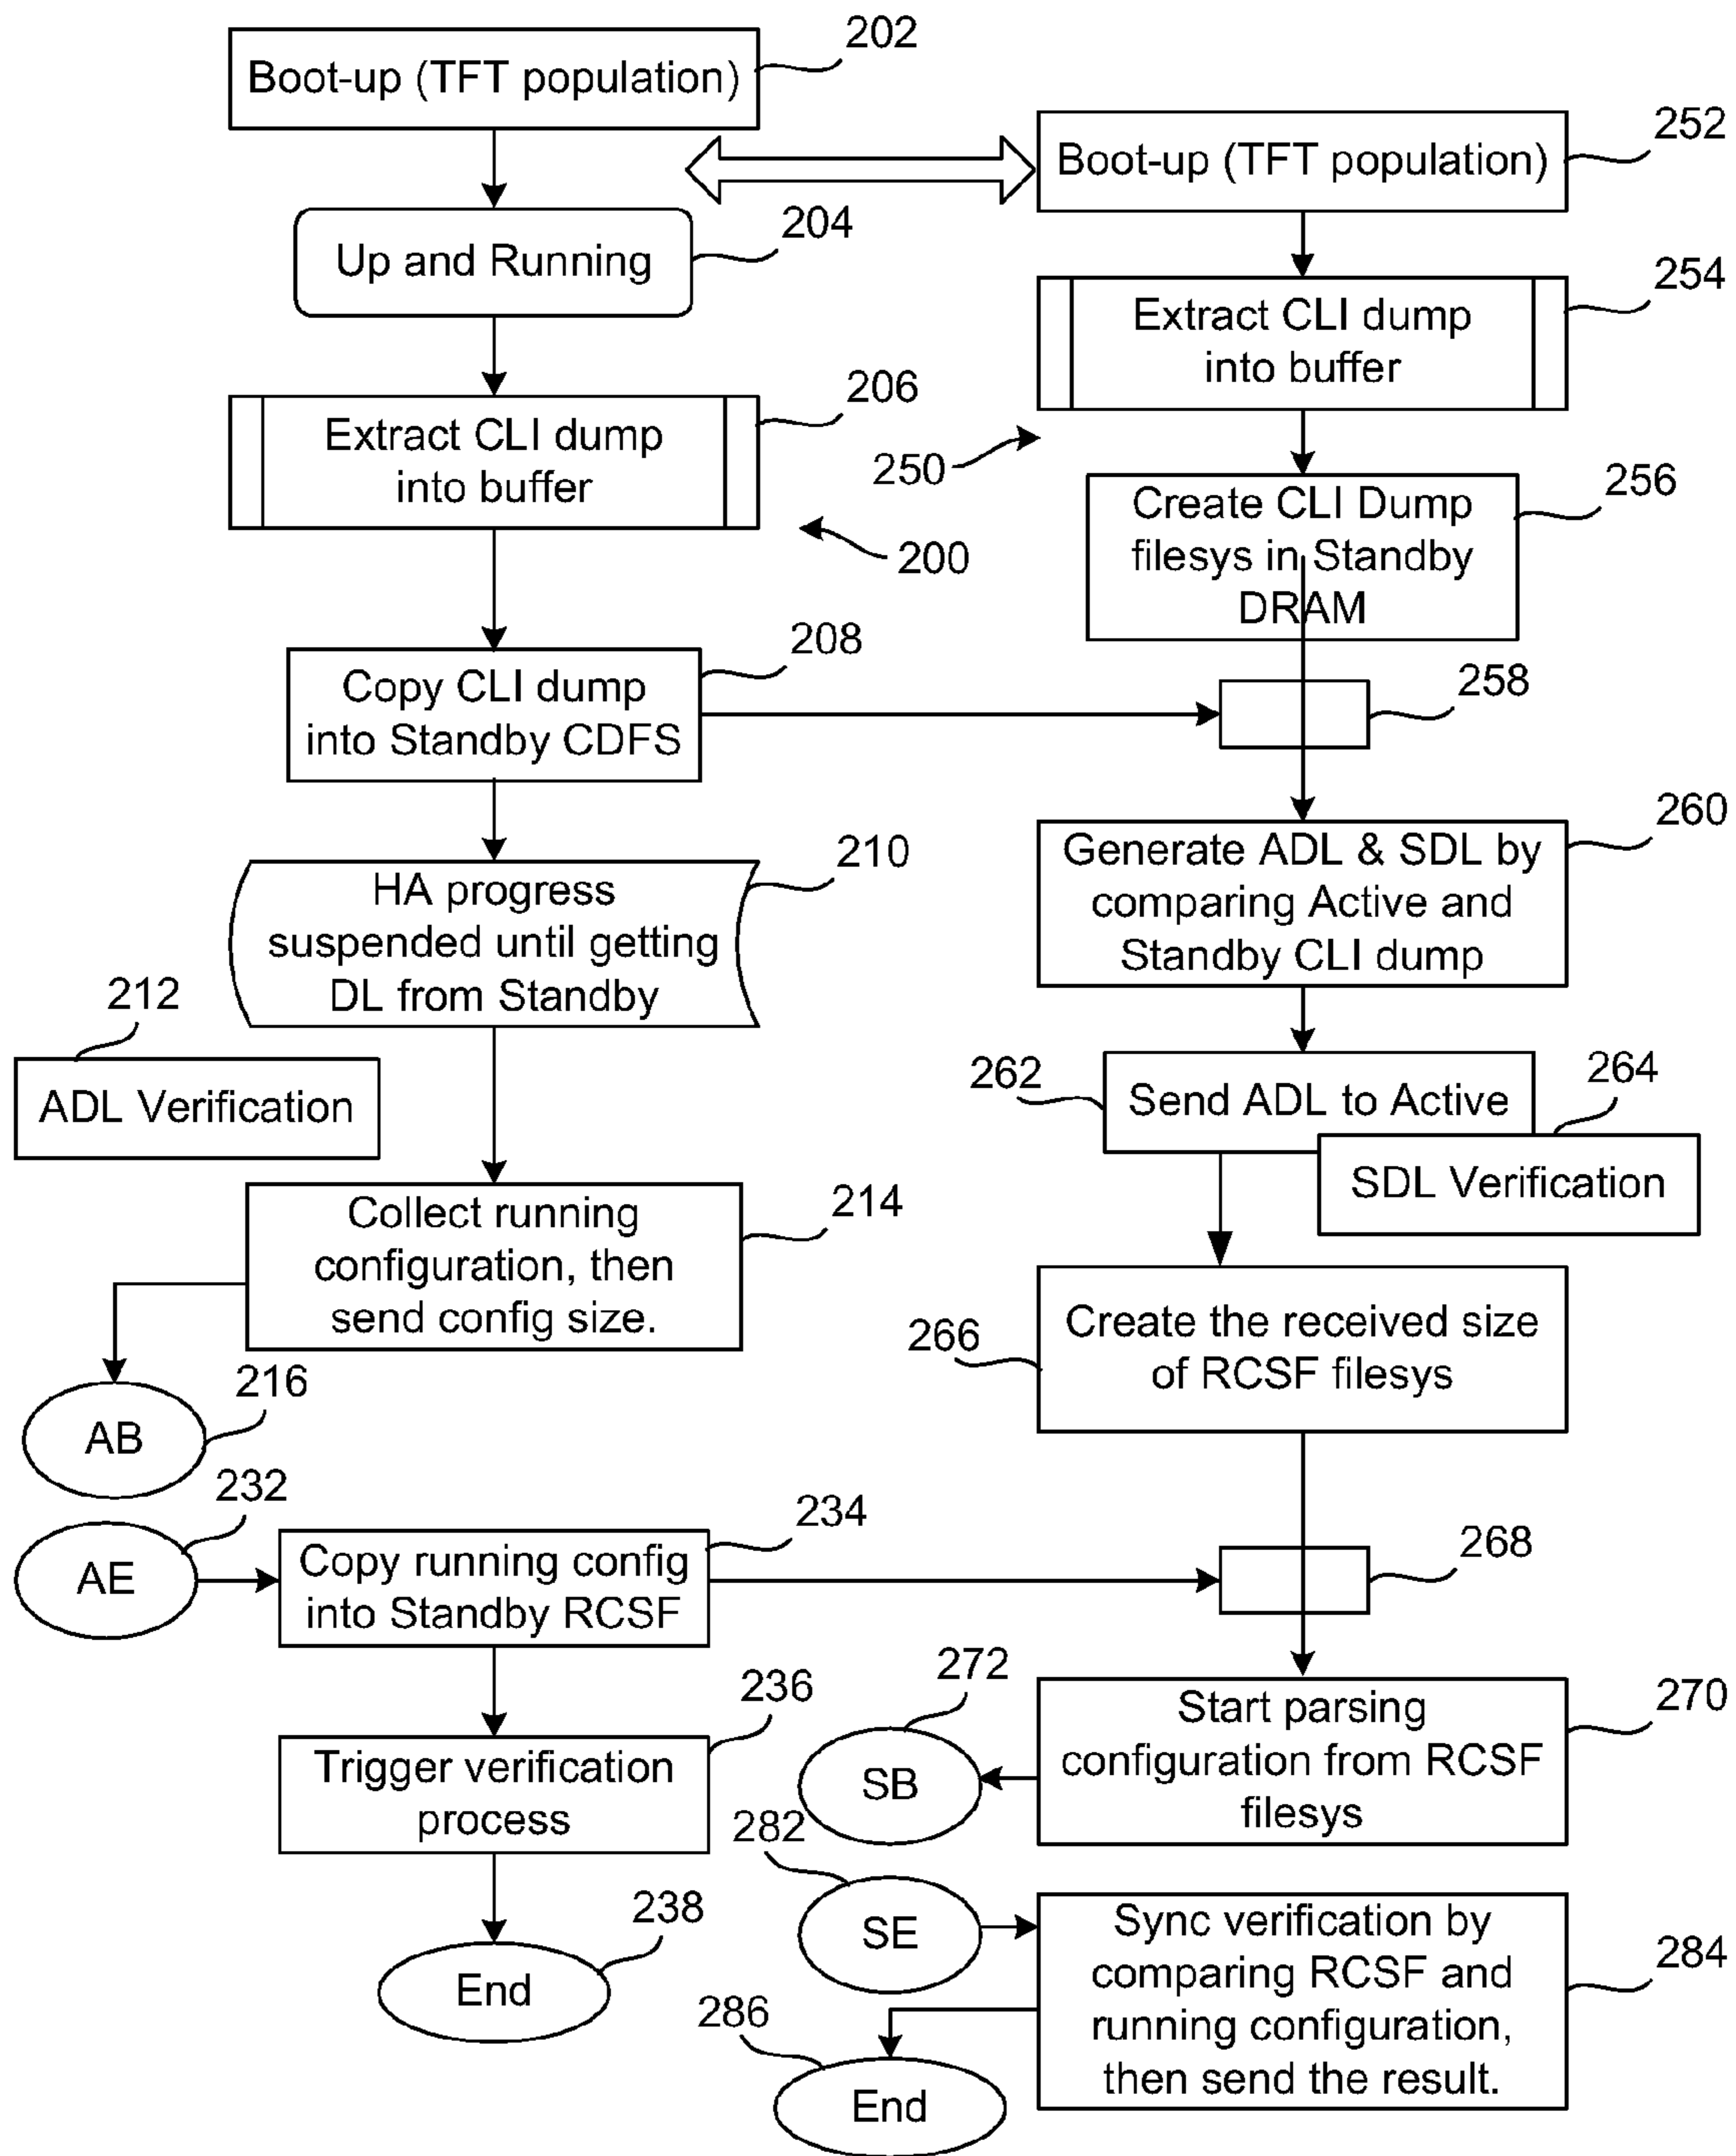 202
Boot-up (TFT population)
252
Boot-up (TFT population)
204
Up and Running
254
Extract CLI dump
into buffer
206
Extract CLI dump
into buffer
250
200
256
Create CLI Dump
filesys in Standby
DRAM
208
Copy CLI dump
into Standby CDFS
258
260
Generate ADL & SDL by
comparing Active and
Standby CLI dump
210
HA progress
suspended until getting
DL from Standby
212
ADL Verification
262
Send ADL to Active
264
SDL Verification
214
Collect running
configuration, then
send config size.
266
Create the received size
of RCSF filesys
216
AB
232
AE
234
Copy running config
into Standby RCSF
268
272
SB
270
Start parsing
configuration from RCSF
filesys
236
Trigger verification
process
282
SE
284
Sync verification by
comparing RCSF and
running configuration,
then send the result.
238
End
286
End